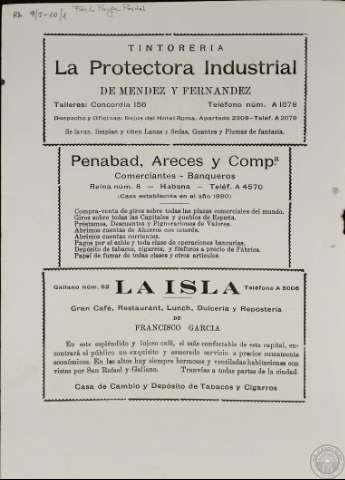 TINTORERIA
La Protectora Industrial
DE MENDEZ Y FERNANDEZ
Talleres: Concordia 156 Teléfono núm. A 1678
Despacho y Oficinas: Bajos del Hotel Roma, Apartado 2309-Telef. A 2079
Se lavan, limpian y tiñen Lanas y Sedas, Guantes y Plumas de fantasía.
Penabad, Areces y Compª
Comerciantes - Banqueros
Reina núm. 8 — Habana — Teléf. A 4570
(Casa establecida en el año 1890)
Compra-venta de giros sobre todas las plazas comerciales del mundo.
Giros sobre todas las Capitales y pueblos de España.
Préstamos, Descuentos y Pignoraciones de Valores.
Abrimos cuentas de Ahorros con interés.
Abrimos cuentas corrientes.
Pagos por el cable y toda clase de operaciones bancarias.
Depósito de tabacos, cigarros, y fósforos a precio de Fábrica.
Papel de fumar de todas clases y otros artículos
Galiano núm. 82 LA ISLA Teléfono A 5006
Gran Café, Restaurant, Lunch, Dulcería y Repostería
DE
FRANCISCO GARCIA
En este espléndido y lujoso café, el más confortable de esta capital, en-
contrará el público un exquisito y esmerado servicio a precios sumamente
económicos. En los altos hay siempre hermosas y ventiladas habitaciones con
vistas por San Rafael y Galiano. Tranvías a todas partes de la ciudad.
Casa de Cambio y Depósito de Tabacos y Cigarros